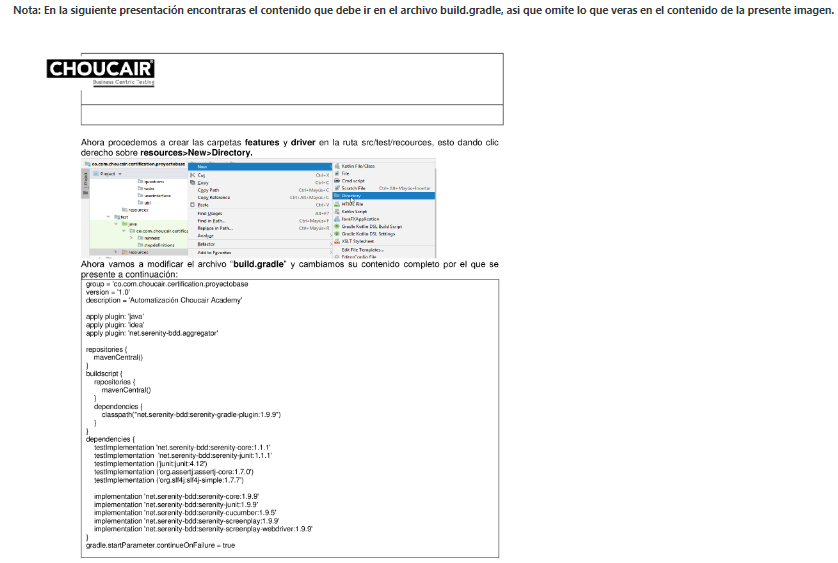 Nota: En la siguiente presentación encontraras el contenido que debe ir en el archivo build.gradle, asi que omite lo que veras en el contenido de la presente imagen.
CHOUCAIR
Business Centric Testing
Ahora procedemos a crear las carpetas features y driver en la ruta src/test/recources, esto dando clic
derecho sobre resources>New>Directory.
co.com.choucair.certification.proyectobase
Project
questions
tasks
userinterface
util
resources
test
java
co.com.choucair.certific
runners
stepdefinitions
resources
New
Cut Ctrl+X
Copy Ctrl+C
Copy Path Ctrl+Mayús+C
Copy Reference Ctrl+Alt+Mayús+C
Paste Ctrl+V
Find Usages Alt+F7
Find in Path... Ctrl+Mayús+F
Replace in Path... Ctrl+Mayús+R
Analyze
Refactor
Add to Favorites
Kotlin File/Class
File
Scratch File Ctrl+Alt+Mayús+Insertar
Directory
HTML File
Kotlin Script
JavaFXApplication
Gradle Kotlin DSL Build Script
Gradle Kotlin DSL Settings
XSLT Stylesheet
Edit File Templates...
Ahora vamos a modificar el archivo "build.gradle" y cambiamos su contenido completo por el que se
presente a continuación:
group = 'co.com.choucair.certification.proyectobase
version = '1.0'
description = 'Automatización Choucair Academy'
apply plugin: 'java'
apply plugin: 'idea'
apply plugin: 'net.serenity-bdd.aggregator'
repositories {
mavenCentral()
}
buildscript {
repositories {
mavenCentral()
}
dependencies {
classpath("net.serenity-bdd:serenity-gradle-plugin:1.9.9")
}
}
dependencies {
testImplementation 'net.serenity-bdd:serenity-core:1.1.1'
testImplementation 'net.serenity-bdd:serenity-junit:1.1.1'
testImplementation ('junit:junit:4.12')
testImplementation ('org.assertj:assertj-core:1.7.0')
testImplementation ('org.slf4j:slf4j-simple:1.7.7')
implementation 'net.serenity-bdd:serenity-core:1.9.9'
implementation 'net.serenity-bdd:serenity-junit:1.9.9'
implementation 'net.serenity-bdd:serenity-cucumber:1.9.5'
implementation 'net.serenity-bdd:serenity-screenplay:1.9.9'
implementation 'net.serenity-bdd:serenity-screenplay-webdriver:1.9.9'
}
gradle.startParameter.continueOnFailure = true